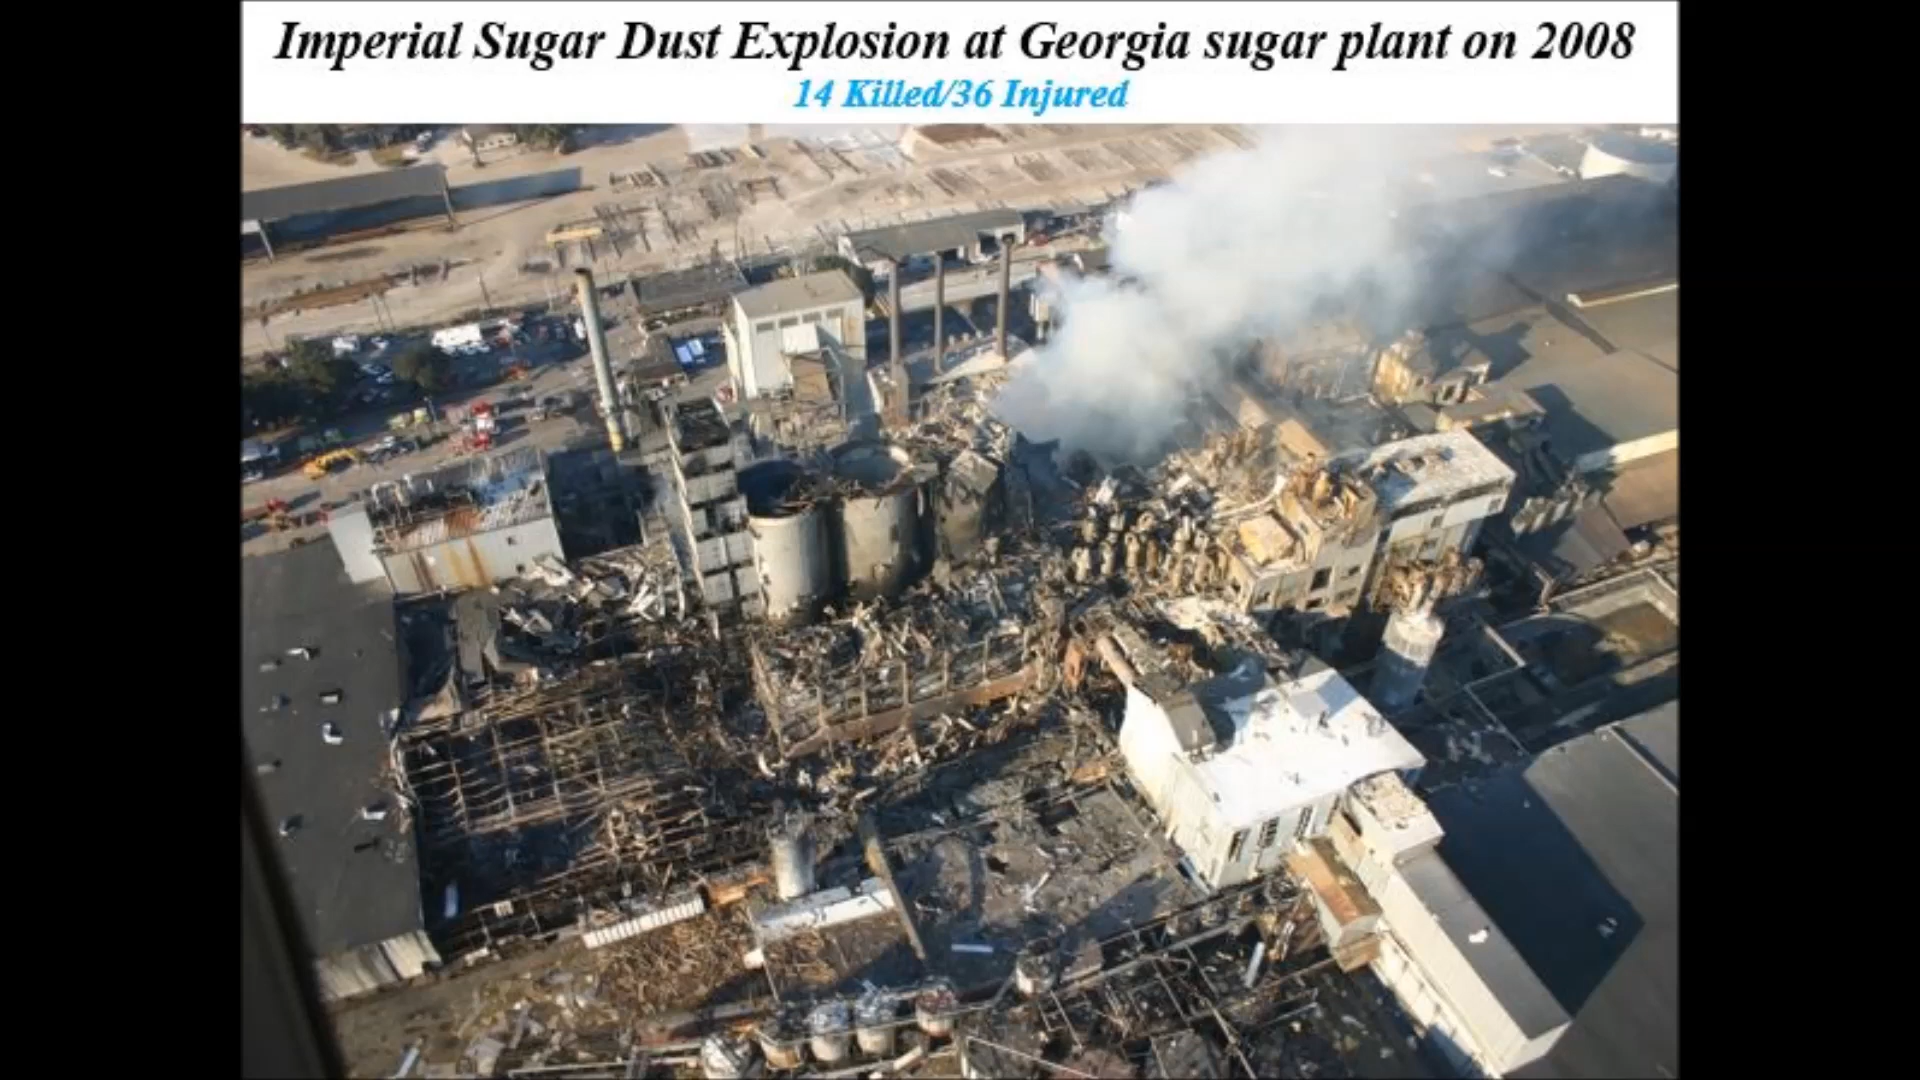 Imperial Sugar Dust Explosion at Georgia sugar plant on 2008
14 Killed/36 Injured